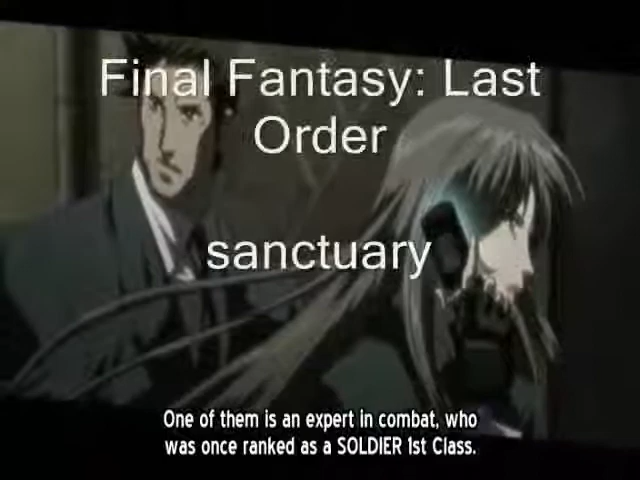 Final Fantasy: Last
Order
sanctuary
One of them is an expert in combat, who
was once ranked as a SOLDIER 1st Class.